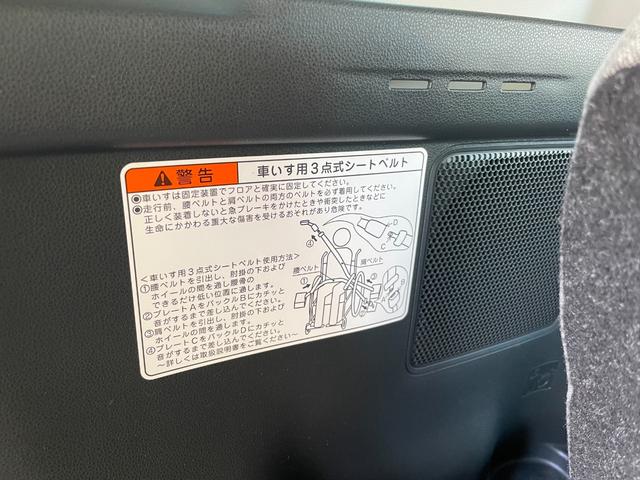 警告
車いす用3点式シートベルト
●車いすは固定装置でフロアと確実に固定してください。
●走行前、腰ベルトと肩ベルトの両方のベルトを必ず着用してください。
正しく装着しないと急ブレーキをかけたときや衝突したときなどに
生命にかかわる重大な傷害を受けるおそれがあり危険です。
<車いす用3点式シートベルト使用方法>
①腰ベルトを引出し、肘掛の下および
ホイールの間を通し腰骨の
できるだけ低い位置に通します。
②プレートAをバックルBにカチッと
音がするまで差し込んでください。
③肩ベルトを引出し、肘掛の下および
ホイールの間を通します。
④プレートCをバックルDにカチッと
音がするまで差し込んでください。
～詳しくは取扱説明書をご覧ください～
D
C
④
腰ベルト
肩ベルト
①
③